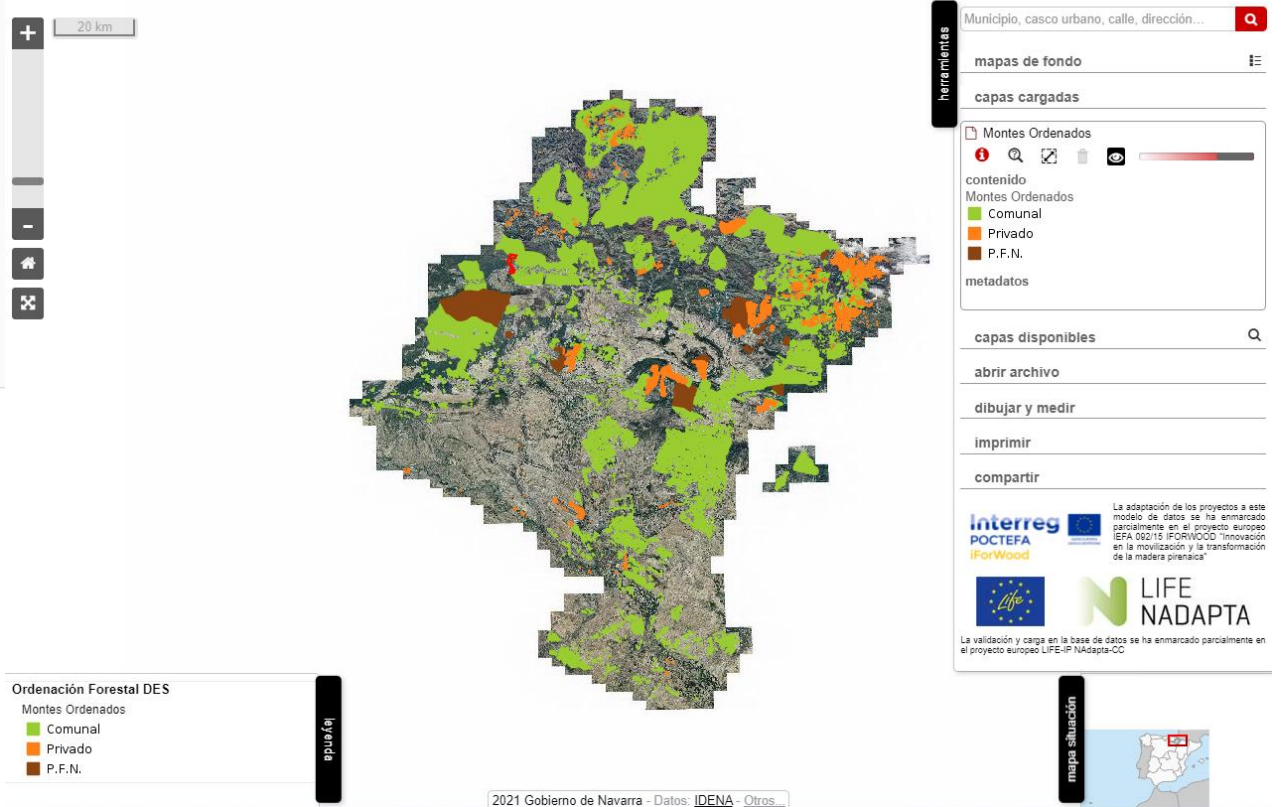 20 km
herramientas
Municipio, casco urbano, calle, dirección...
mapas de fondo
capas cargadas
Montes Ordenados
contenido
Montes Ordenados
Comunal
Privado
P.F.N.
metadatos
capas disponibles
abrir archivo
dibujar y medir
imprimir
compartir
Interreg
POCTEFA
iForWood
La adaptación de los proyectos a este
modelo de datos se ha enmarcado
parcialmente en el proyecto europeo
IEFA 092/15 IFORWOOD "Innovación
en la movilización y la transformación
de la madera pirenaica"
Life
LIFE
NADAPTA
La validación y carga en la base de datos se ha enmarcado parcialmente en
el proyecto europeo LIFE-IP NAdapta-CC
Ordenación Forestal DES
Montes Ordenados
Comunal
Privado
P.F.N.
leyenda
mapa situación
2021 Gobierno de Navarra - Datos: IDENA - Otros...